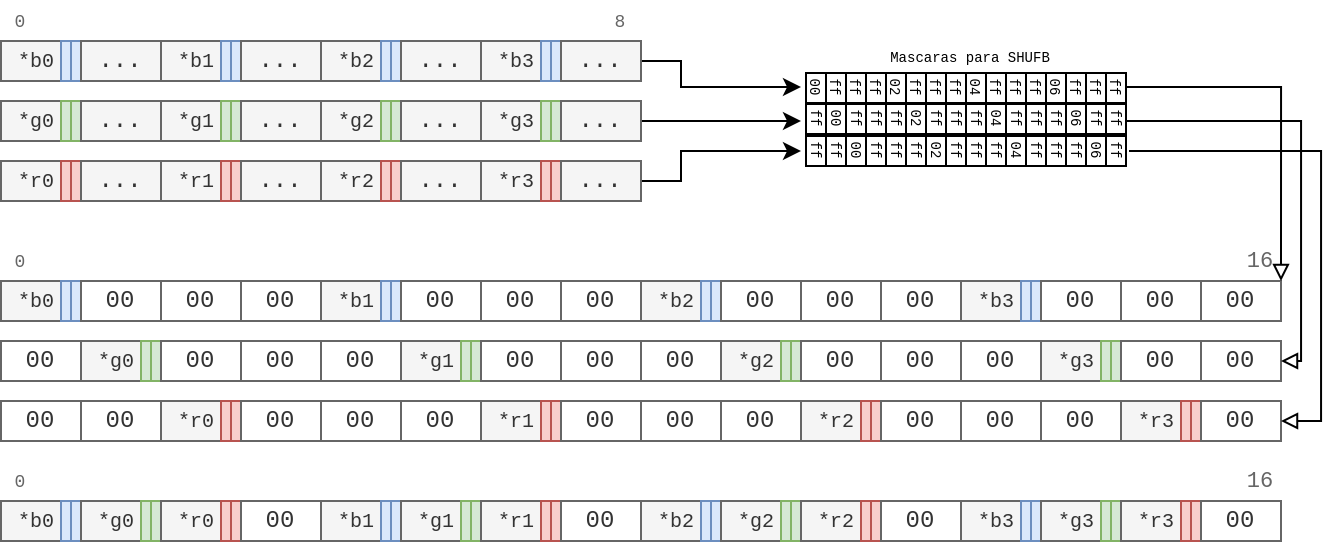 0 8
*b0 ... *b1 ... *b2 ... *b3 ...
Mascaras para SHUFB
00 ff ff ff 02 ff ff ff 04 ff ff ff 06 ff ff ff
*g0 ... *g1 ... *g2 ... *g3 ...
ff 00 ff ff ff 02 ff ff ff 04 ff ff ff 06 ff ff
ff ff 00 ff ff ff 02 ff ff ff 04 ff ff ff 06 ff
*r0 ... *r1 ... *r2 ... *r3 ...
0 16
*b0 00 00 00 *b1 00 00 00 *b2 00 00 00 *b3 00 00 00
00 *g0 00 00 00 *g1 00 00 00 *g2 00 00 00 *g3 00 00
00 00 *r0 00 00 00 *r1 00 00 00 *r2 00 00 00 *r3 00
0 16
*b0 *g0 *r0 00 *b1 *g1 *r1 00 *b2 *g2 *r2 00 *b3 *g3 *r3 00